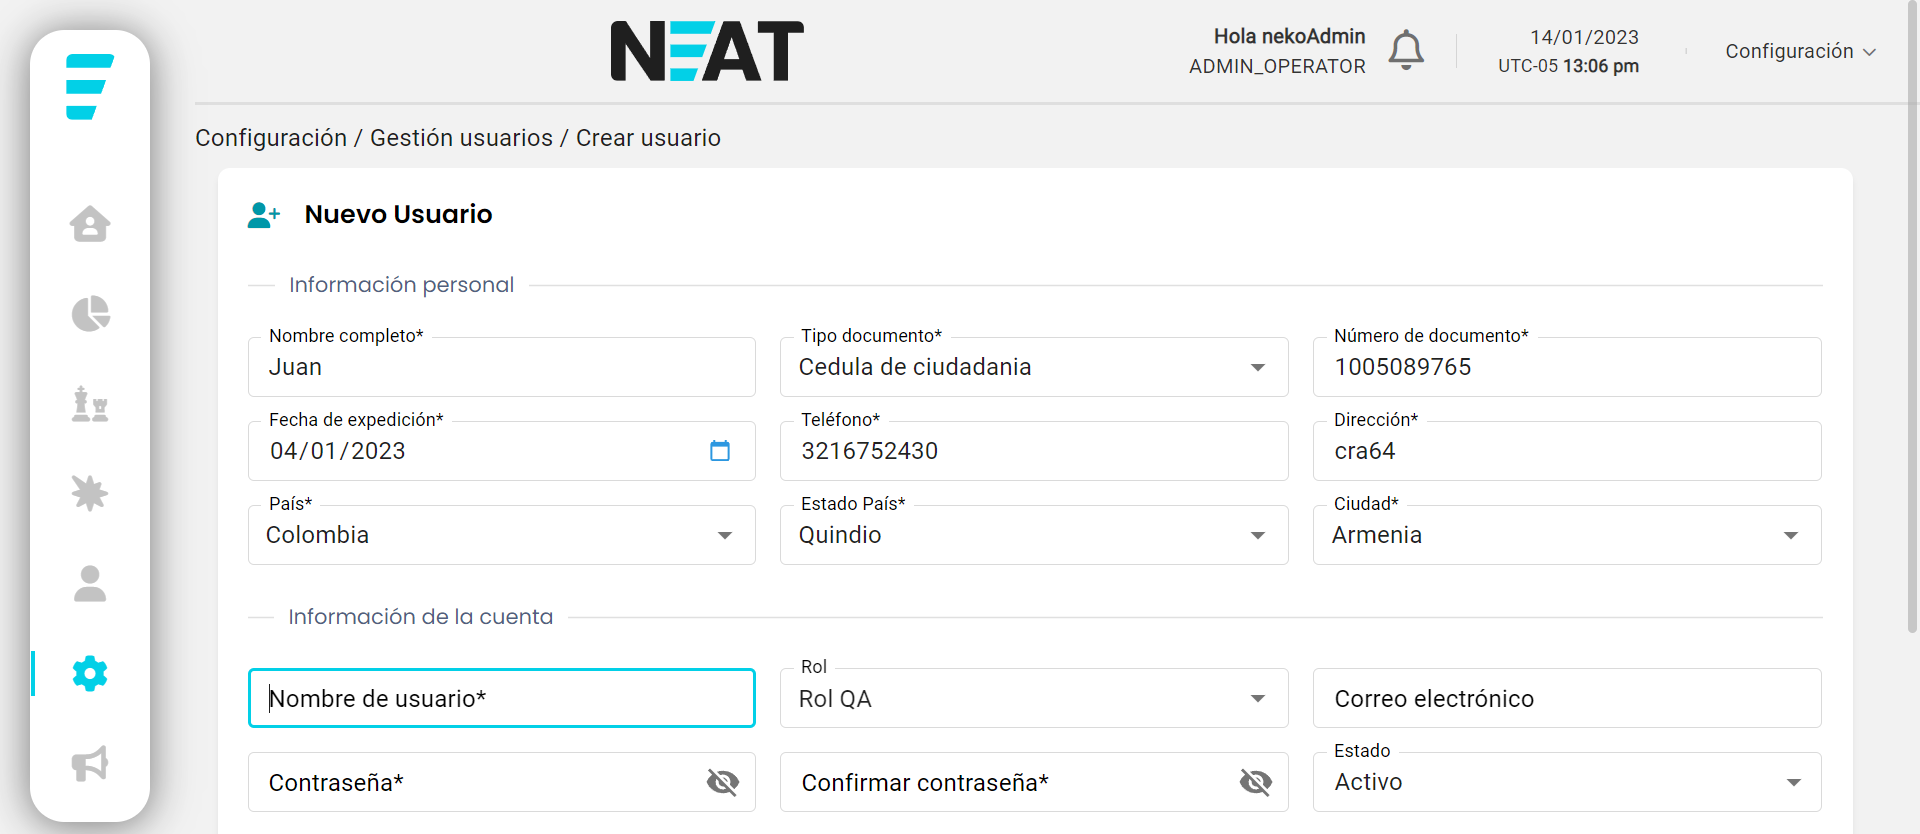 NEAT
Hola nekoAdmin
ADMIN_OPERATOR
14/01/2023
UTC-05 13:06 pm
Configuración
Configuración / Gestión usuarios / Crear usuario
Nuevo Usuario
Información personal
Nombre completo*
Juan
Tipo documento*
Cedula de ciudadania
Número de documento*
1005089765
Fecha de expedición*
04/01/2023
Teléfono*
3216752430
Dirección*
cra64
País*
Colombia
Estado País*
Quindio
Ciudad*
Armenia
Información de la cuenta
Nombre de usuario*
Rol
Rol QA
Correo electrónico
Contraseña*
Confirmar contraseña*
Estado
Activo